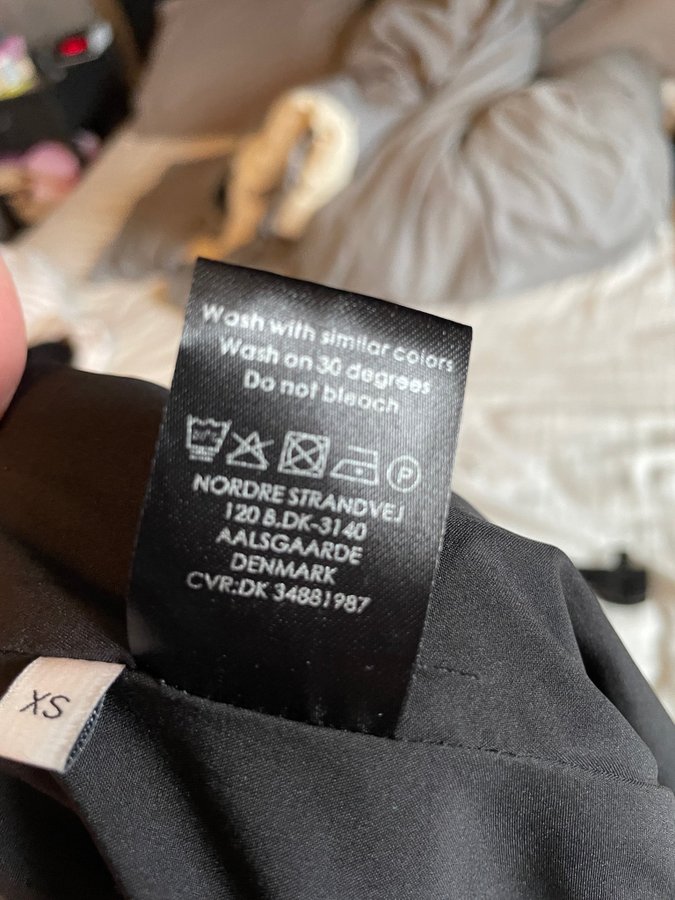 Wash with similar colors
Wash on 30 degrees
Do not bleach
P
NORDRE STRANDVEJ
120 B.DK-3140
AALSGAARDE
DENMARK
CVR:DK 34881987
XS